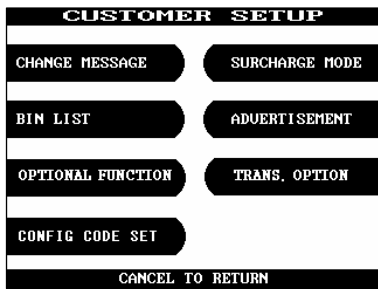 CUSTOMER SETUP
CHANGE MESSAGE
SURCHARGE MODE
BIN LIST
ADVERTISEMENT
OPTIONAL FUNCTION
TRANS. OPTION
CONFIG CODE SET
CANCEL TO RETURN